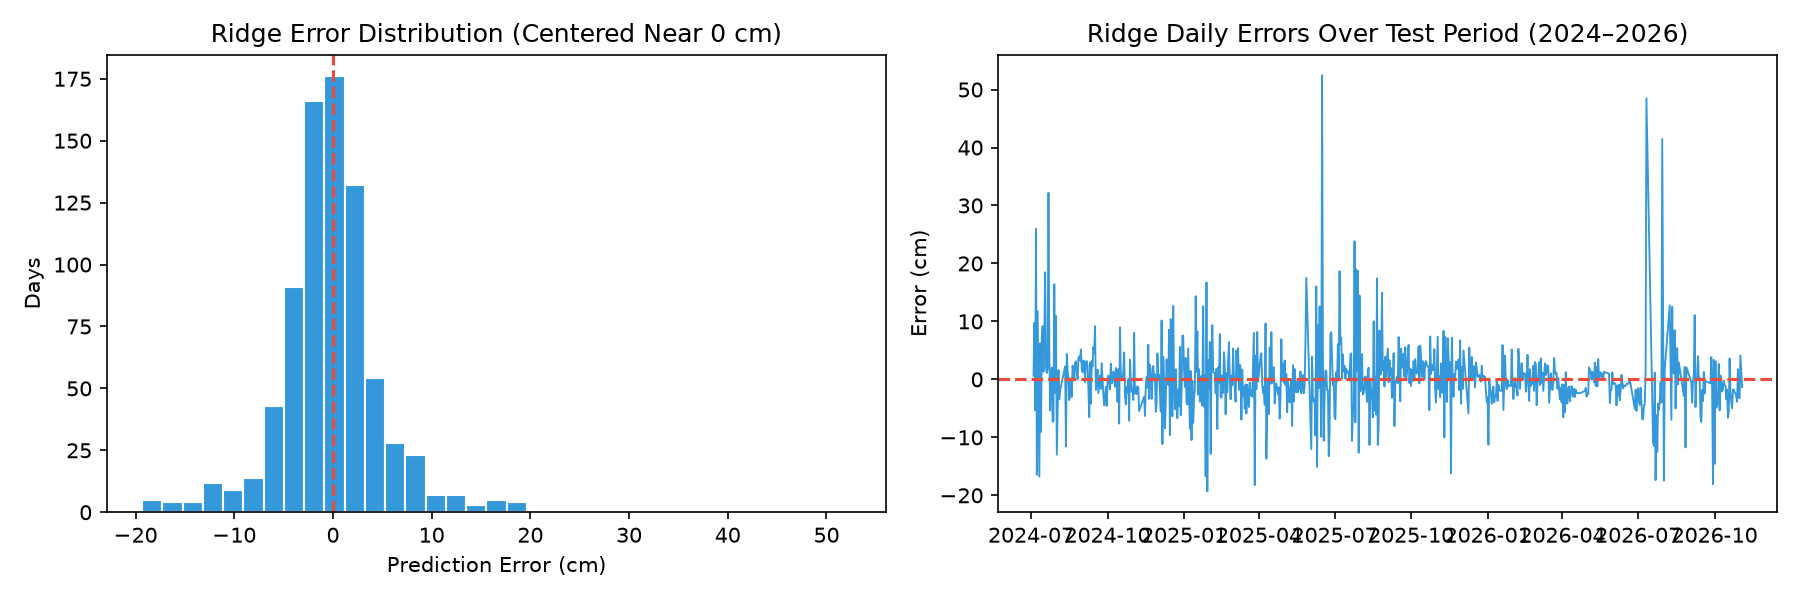 Ridge Error Distribution (Centered Near 0 cm)
175
150
125
100
75
50
25
0
Days
−20 −10 0 10 20 30 40 50
Prediction Error (cm)
Ridge Daily Errors Over Test Period (2024–2026)
50
40
30
20
10
0
−10
−20
Error (cm)
2024-07 2024-10 2025-01 2025-04 2025-07 2025-10 2026-01 2026-04 2026-07 2026-10